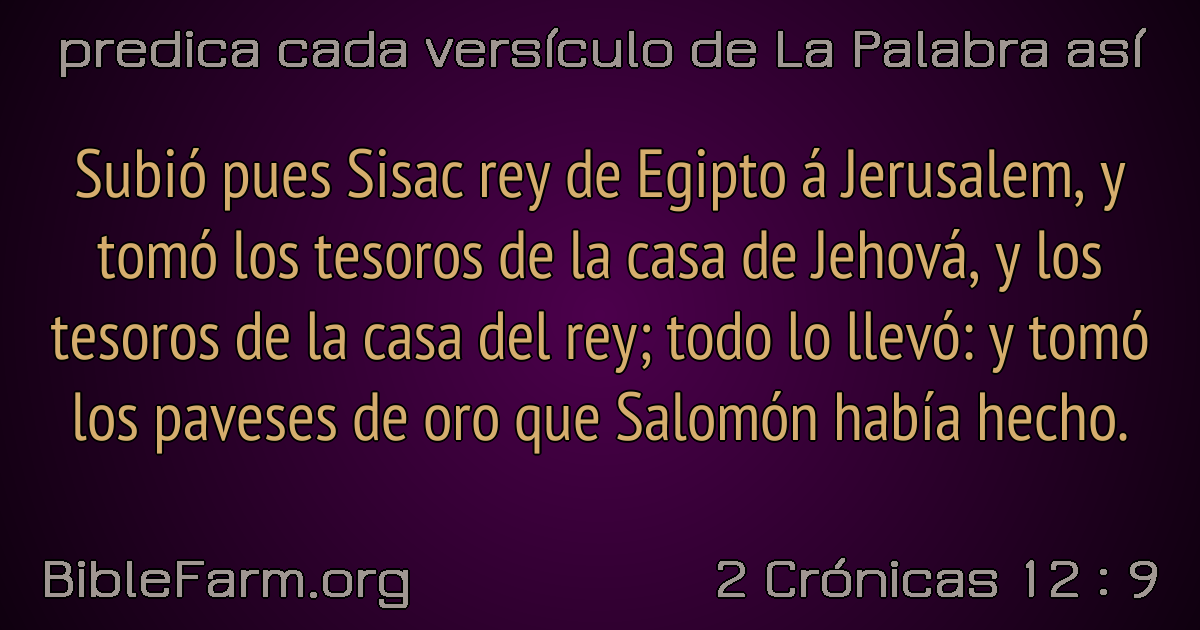 predica cada versículo de La Palabra así
Subió pues Sisac rey de Egipto á Jerusalem, y
tomó los tesoros de la casa de Jehová, y los
tesoros de la casa del rey; todo lo llevó: y tomó
los paveses de oro que Salomón había hecho.
BibleFarm.org
2 Crónicas 12 : 9